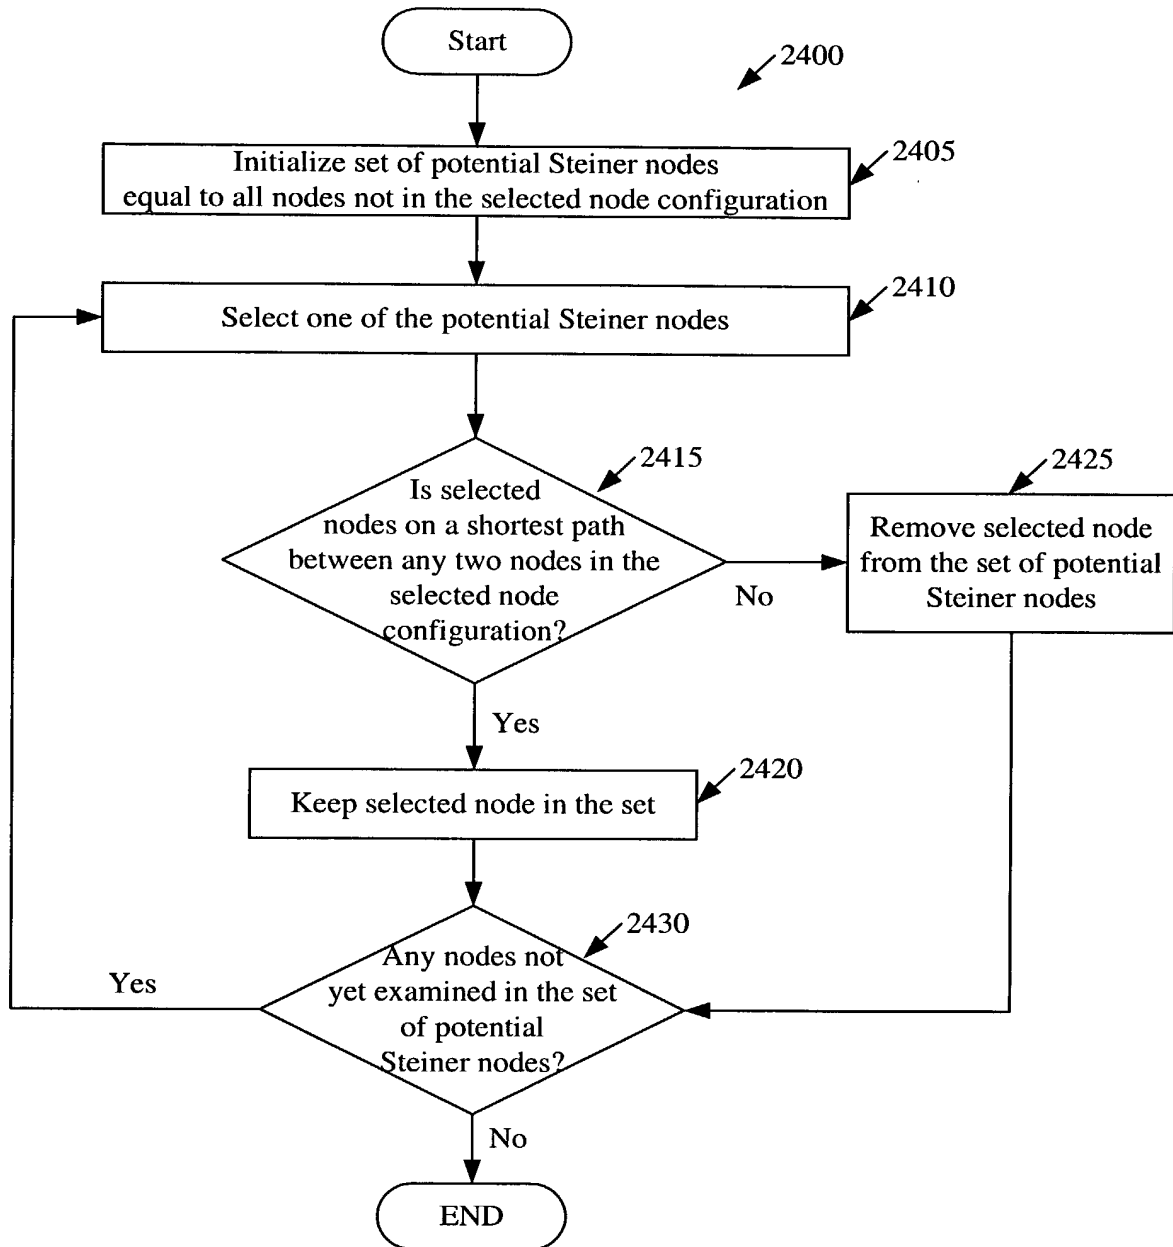 Start
2400
Initialize set of potential Steiner nodes
equal to all nodes not in the selected node configuration
2405
Select one of the potential Steiner nodes
2410
Is selected
nodes on a shortest path
between any two nodes in the
selected node
configuration?
2415
No
Remove selected node
from the set of potential
Steiner nodes
2425
Yes
Keep selected node in the set
2420
Any nodes not
yet examined in the set
of potential
Steiner nodes?
2430
Yes
No
END